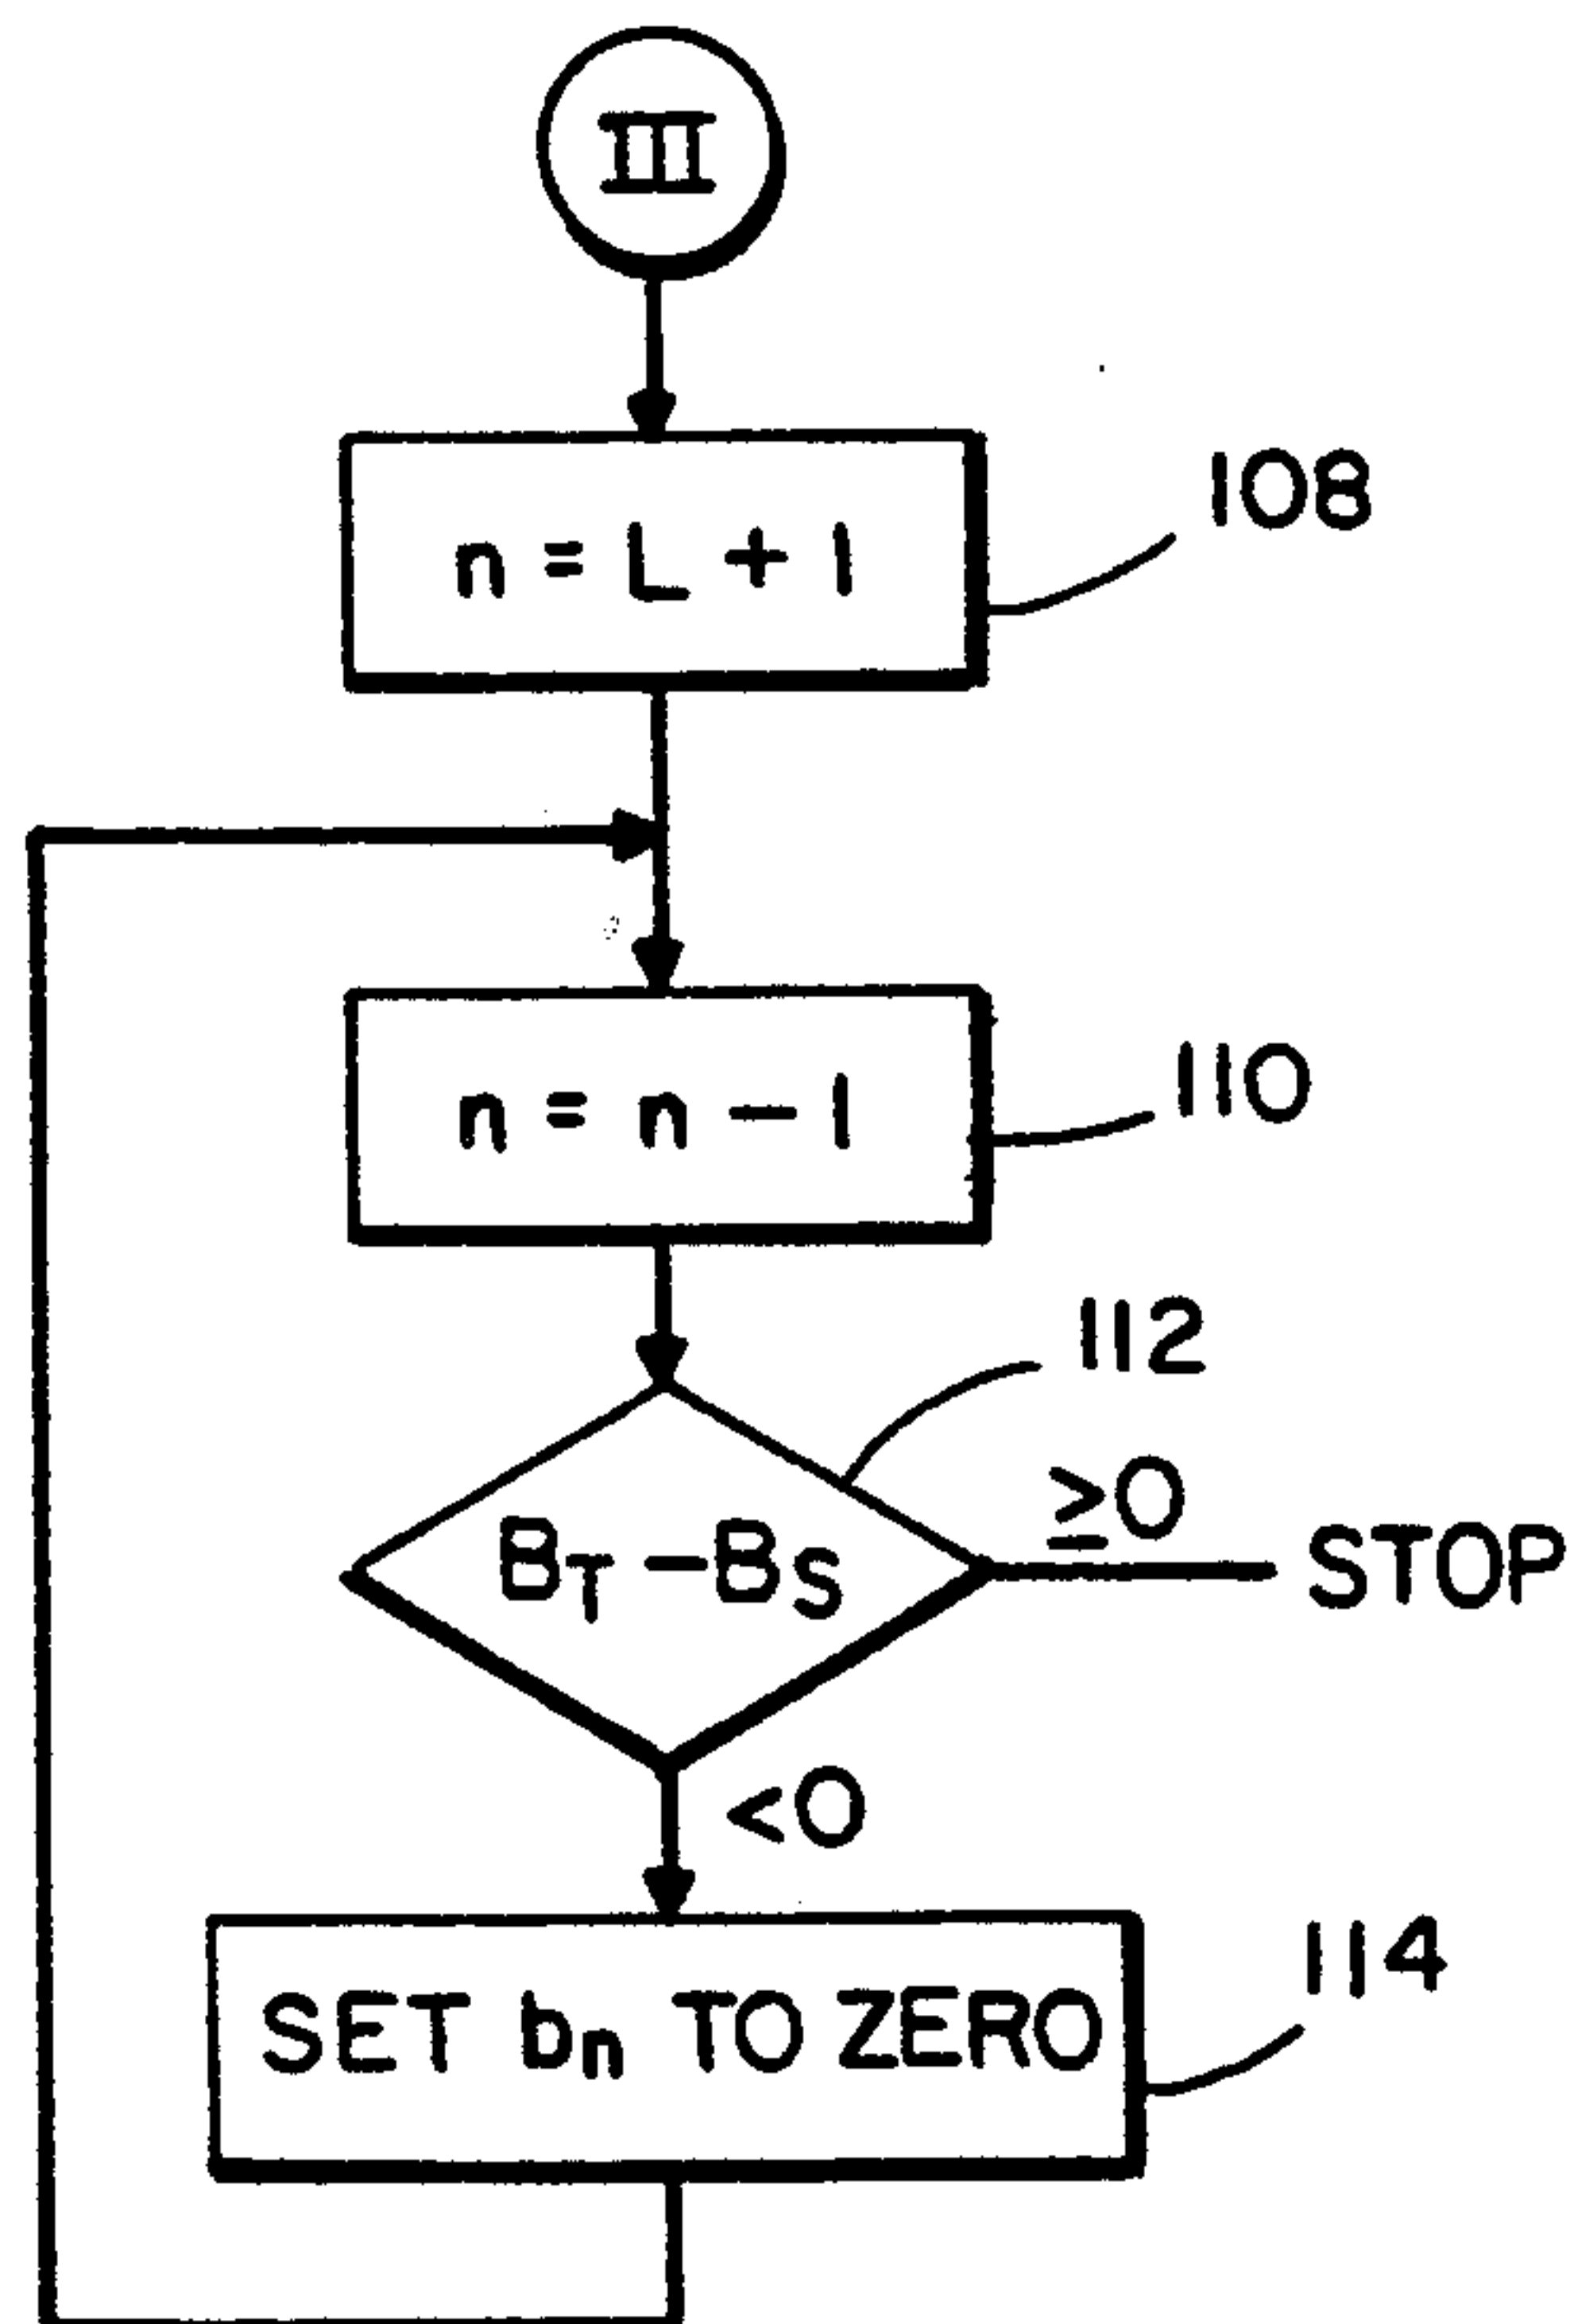 III
n = L + 1
108
n = n - 1
110
112
B_T - B_S
≥0
STOP
<0
SET b_n TO ZERO
114